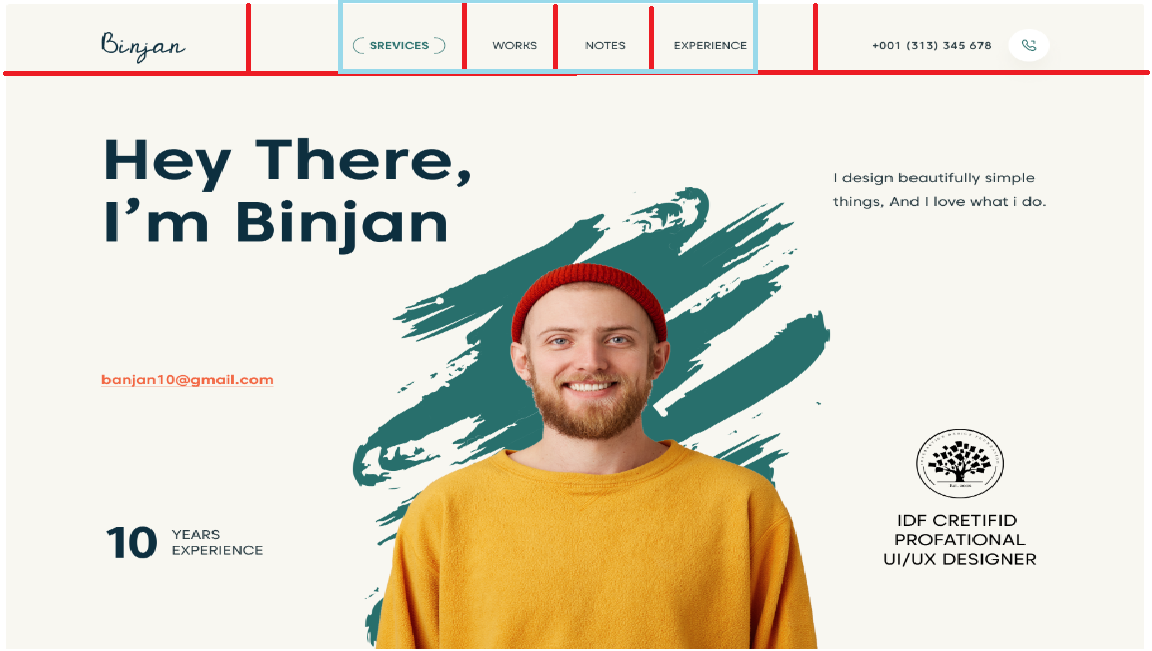 Binjan
SREVICES
WORKS
NOTES
EXPERIENCE
+001 (313) 345 678
Hey There,
I’m Binjan
I design beautifully simple
things, And I love what i do.
banjan10@gmail.com
10
YEARS
EXPERIENCE
IDF CRETIFID
PROFATIONAL
UI/UX DESIGNER